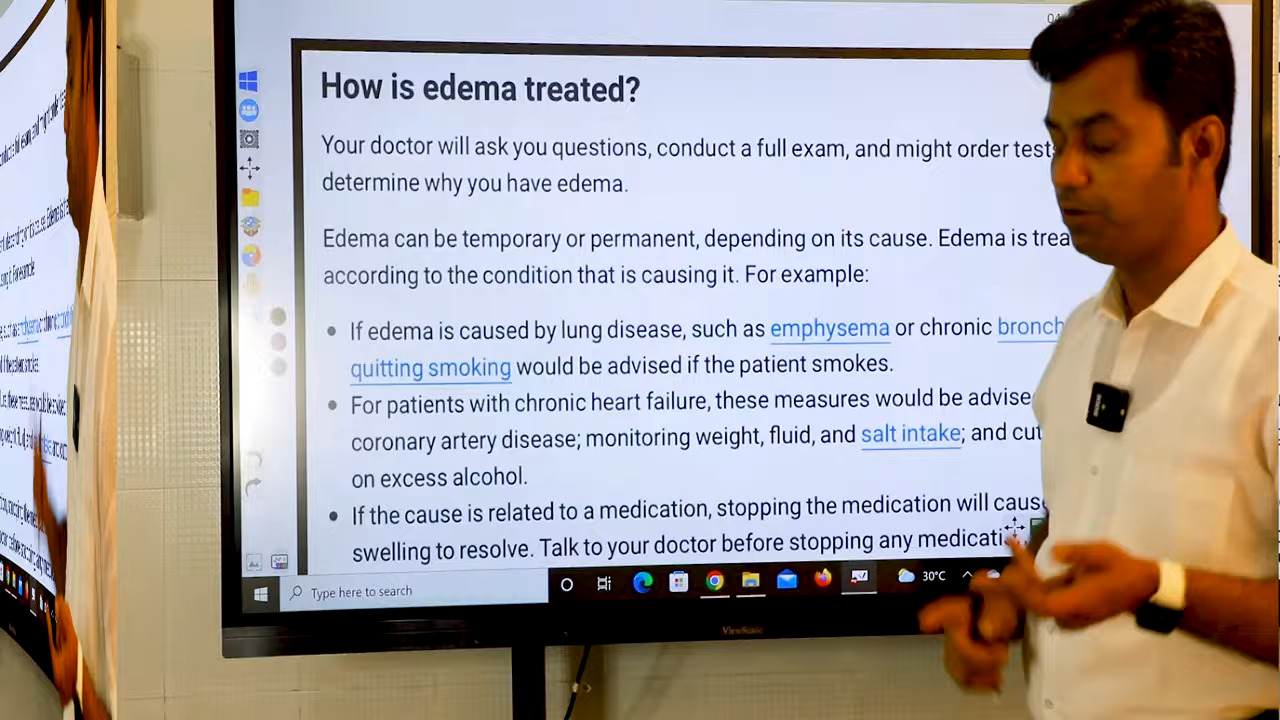 How is edema treated?
Your doctor will ask you questions, conduct a full exam, and might order test
determine why you have edema.
Edema can be temporary or permanent, depending on its cause. Edema is trea
according to the condition that is causing it. For example:
If edema is caused by lung disease, such as emphysema or chronic bronch
quitting smoking would be advised if the patient smokes.
For patients with chronic heart failure, these measures would be advise
coronary artery disease; monitoring weight, fluid, and salt intake; and cut
on excess alcohol.
If the cause is related to a medication, stopping the medication will cause
swelling to resolve. Talk to your doctor before stopping any medicati
Type here to search
30°C
ViewSonic